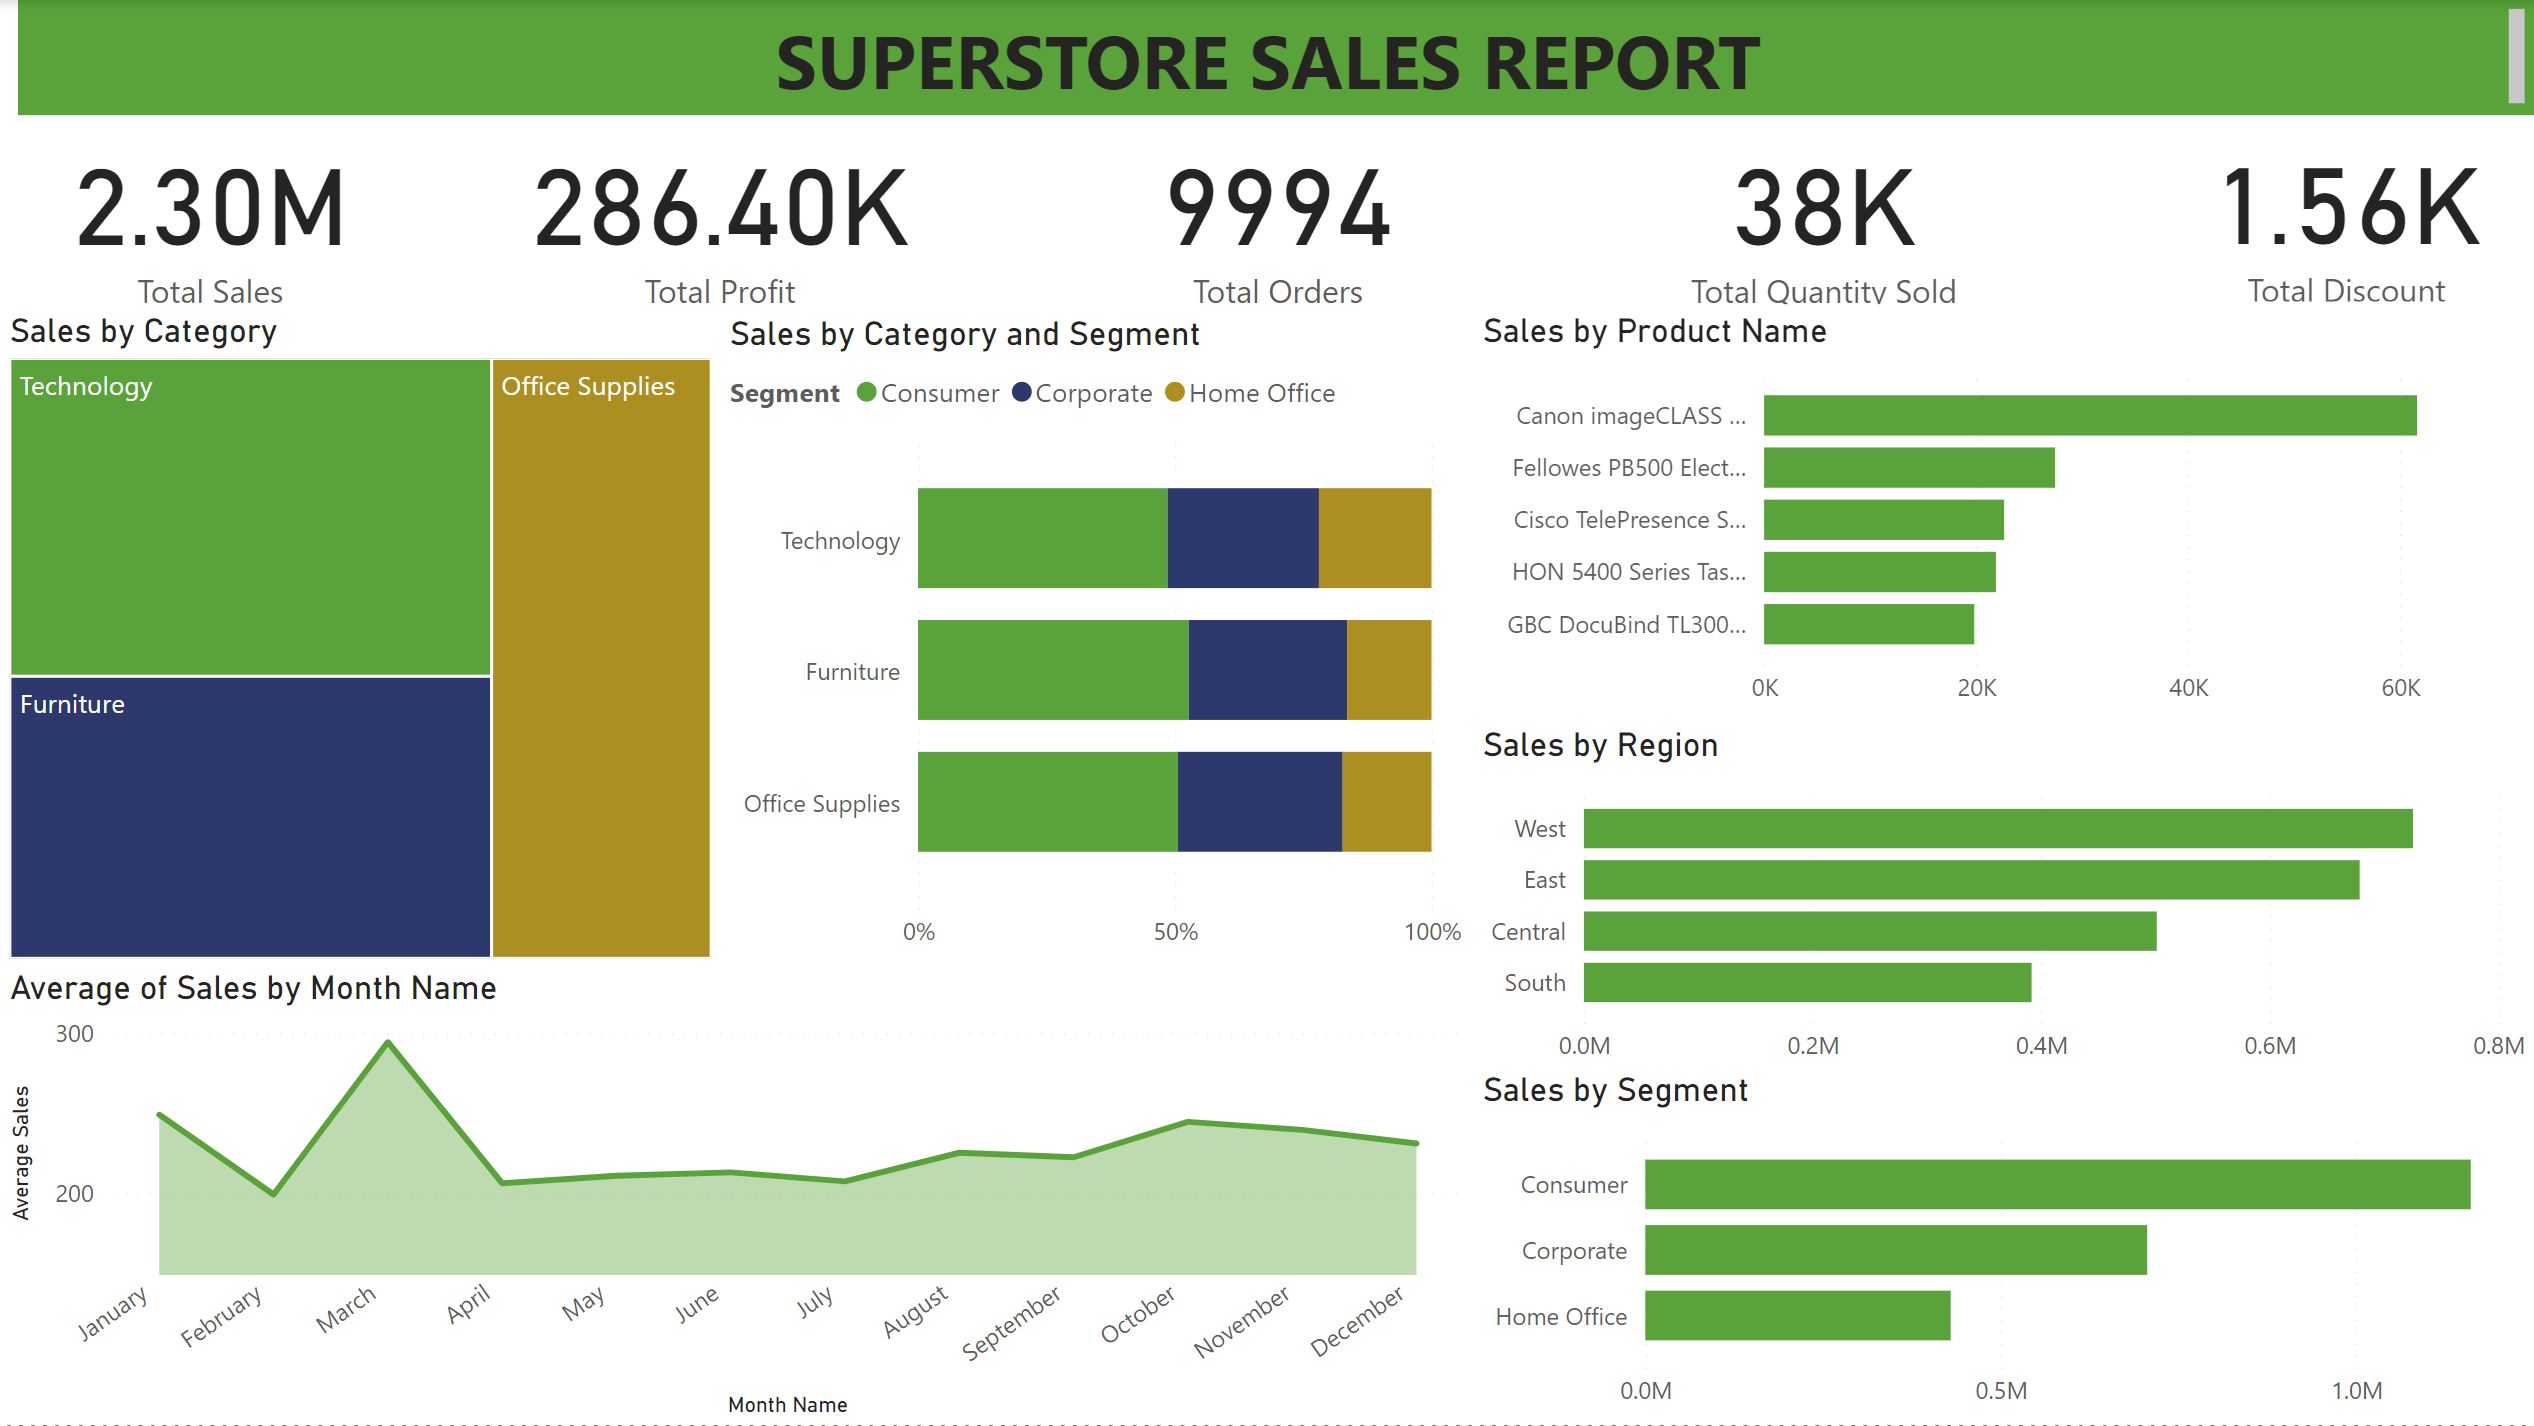 SUPERSTORE SALES REPORT
2.30M
Total Sales
286.40K
Total Profit
9994
Total Orders
38K
Total Quantity Sold
1.56K
Total Discount
Sales by Category
Technology
Office Supplies
Furniture
Sales by Category and Segment
Segment Consumer Corporate Home Office
Technology
Furniture
Office Supplies
0% 50% 100%
Sales by Product Name
Canon imageCLASS ...
Fellowes PB500 Elect...
Cisco TelePresence S...
HON 5400 Series Tas...
GBC DocuBind TL300...
0K 20K 40K 60K
Sales by Region
West
East
Central
South
0.0M 0.2M 0.4M 0.6M 0.8M
Average of Sales by Month Name
Average Sales
300
200
January February March April May June July August September October November December
Month Name
Sales by Segment
Consumer
Corporate
Home Office
0.0M 0.5M 1.0M